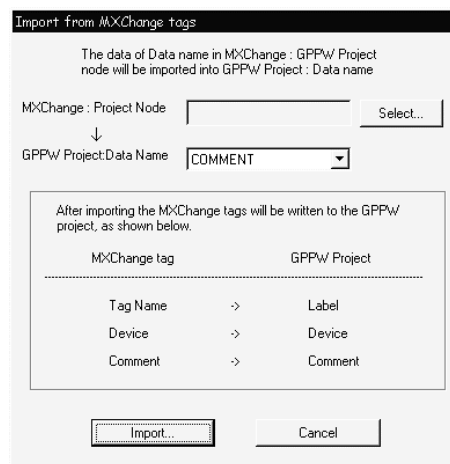 Import from MXChange tags
The data of Data name in MXChange : GPPW Project
node will be imported into GPPW Project : Data name
MXChange : Project Node
Select...
↓
GPPW Project:Data Name
COMMENT
After importing the MXChange tags will be written to the GPPW
project, as shown below.
MXChange tag GPPW Project
Tag Name -> Label
Device -> Device
Comment -> Comment
Import... Cancel